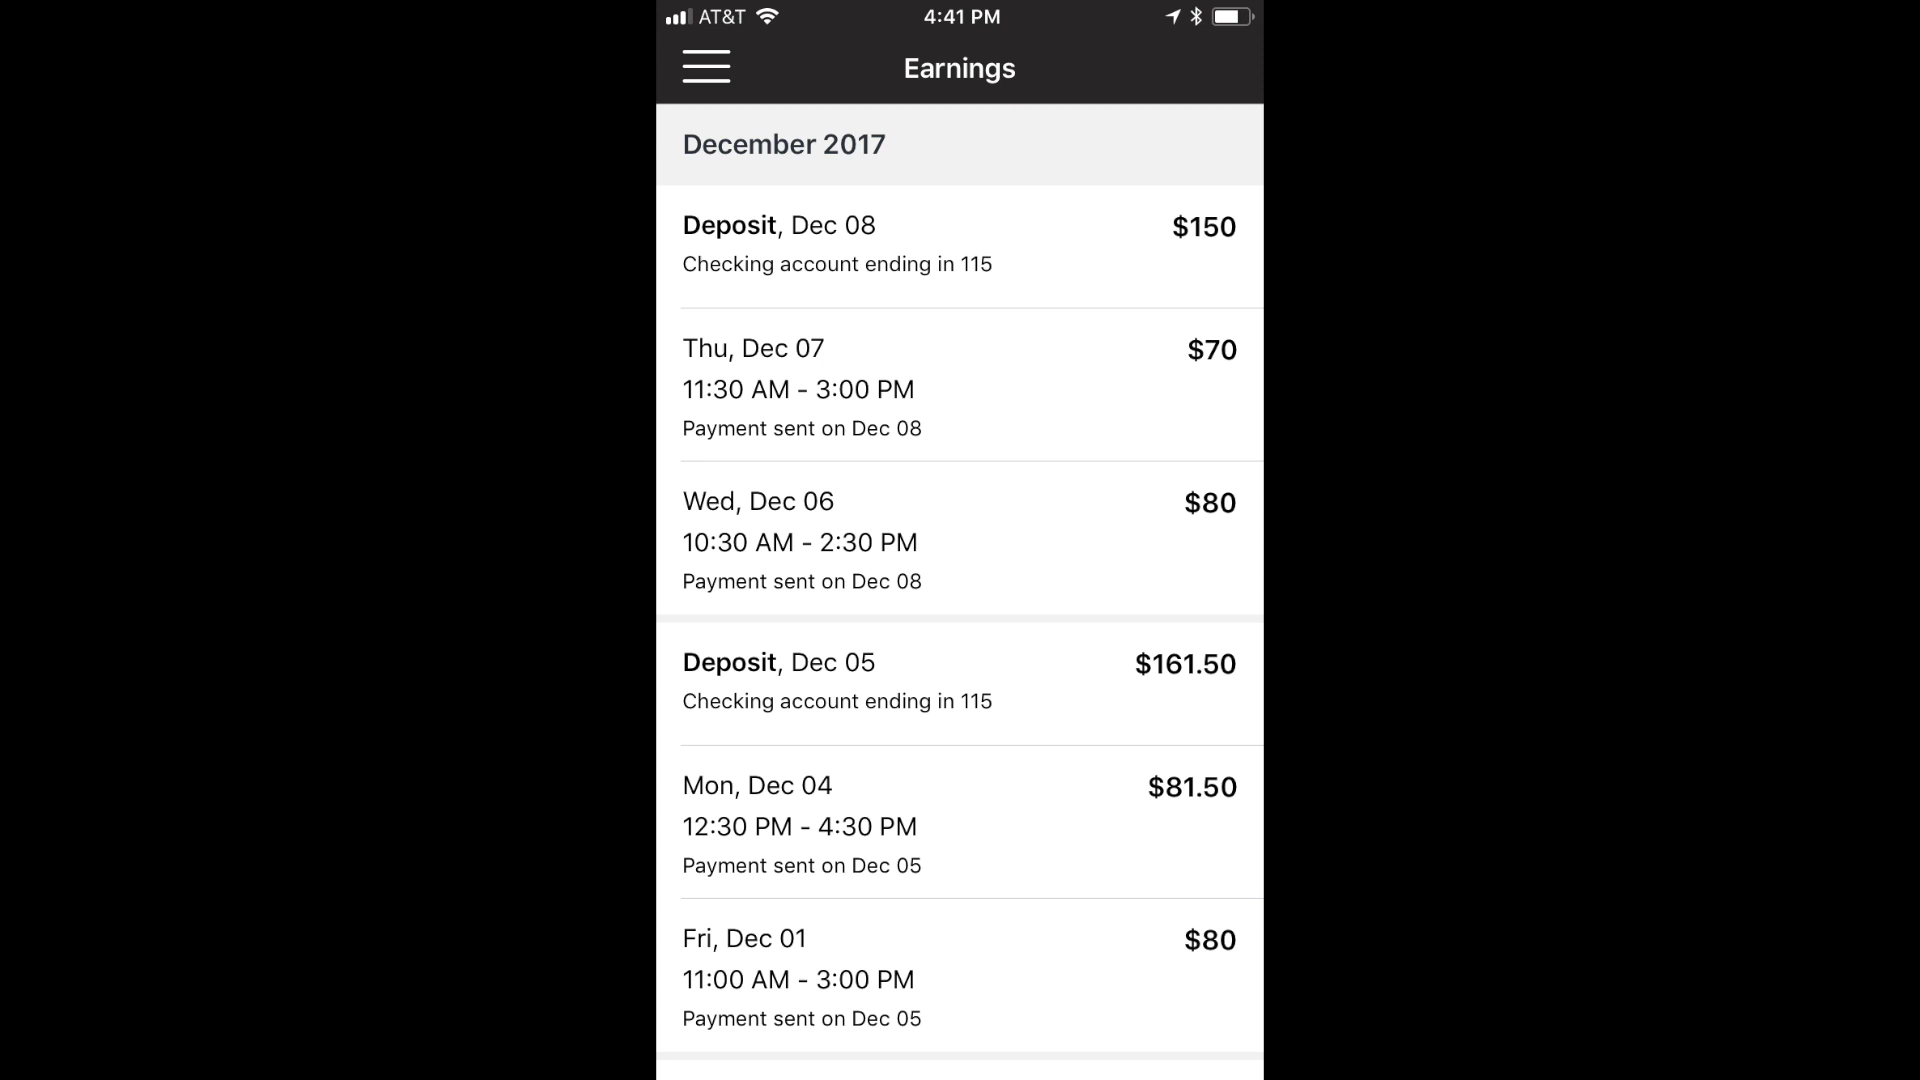 AT&T 4:41 PM
Earnings
December 2017
Deposit, Dec 08 $150
Checking account ending in 115
Thu, Dec 07 $70
11:30 AM - 3:00 PM
Payment sent on Dec 08
Wed, Dec 06 $80
10:30 AM - 2:30 PM
Payment sent on Dec 08
Deposit, Dec 05 $161.50
Checking account ending in 115
Mon, Dec 04 $81.50
12:30 PM - 4:30 PM
Payment sent on Dec 05
Fri, Dec 01 $80
11:00 AM - 3:00 PM
Payment sent on Dec 05